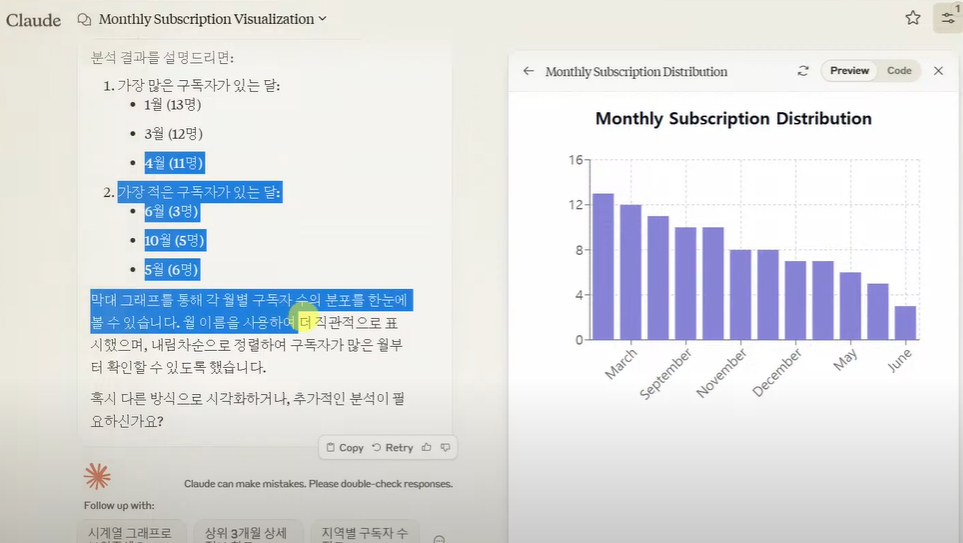 Claude
Monthly Subscription Visualization
1
분석 결과를 설명드리면:
1. 가장 많은 구독자가 있는 달:
• 1월 (13명)
• 3월 (12명)
• 4월 (11명)
2. 가장 적은 구독자가 있는 달:
• 6월 (3명)
• 10월 (5명)
• 5월 (6명)
막대 그래프를 통해 각 월별 구독자 수의 분포를 한눈에
볼 수 있습니다. 월 이름을 사용하여 더 직관적으로 표
시했으며, 내림차순으로 정렬하여 구독자가 많은 월부
터 확인할 수 있도록 했습니다.
혹시 다른 방식으로 시각화하거나, 추가적인 분석이 필
요하신가요?
Copy Retry
Claude can make mistakes. Please double-check responses.
Follow up with:
시계열 그래프로
상위 3개월 상세
지역별 구독자 수
Monthly Subscription Distribution
Preview Code
Monthly Subscription Distribution
16
12
8
4
0
March
September
November
December
May
June